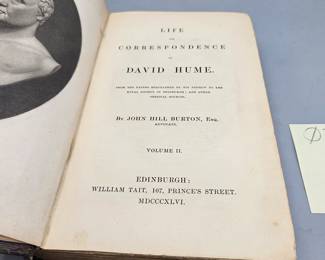 LIFE
AND
CORRESPONDENCE
OF
DAVID HUME.
FROM THE PAPERS BEQUEATHED BY HIS NEPHEW TO THE
ROYAL SOCIETY OF EDINBURGH; AND OTHER
ORIGINAL SOURCES.
By JOHN HILL BURTON, Esq.
ADVOCATE.
VOLUME II.
EDINBURGH:
WILLIAM TAIT, 107, PRINCE'S STREET.
MDCCCXLVI.